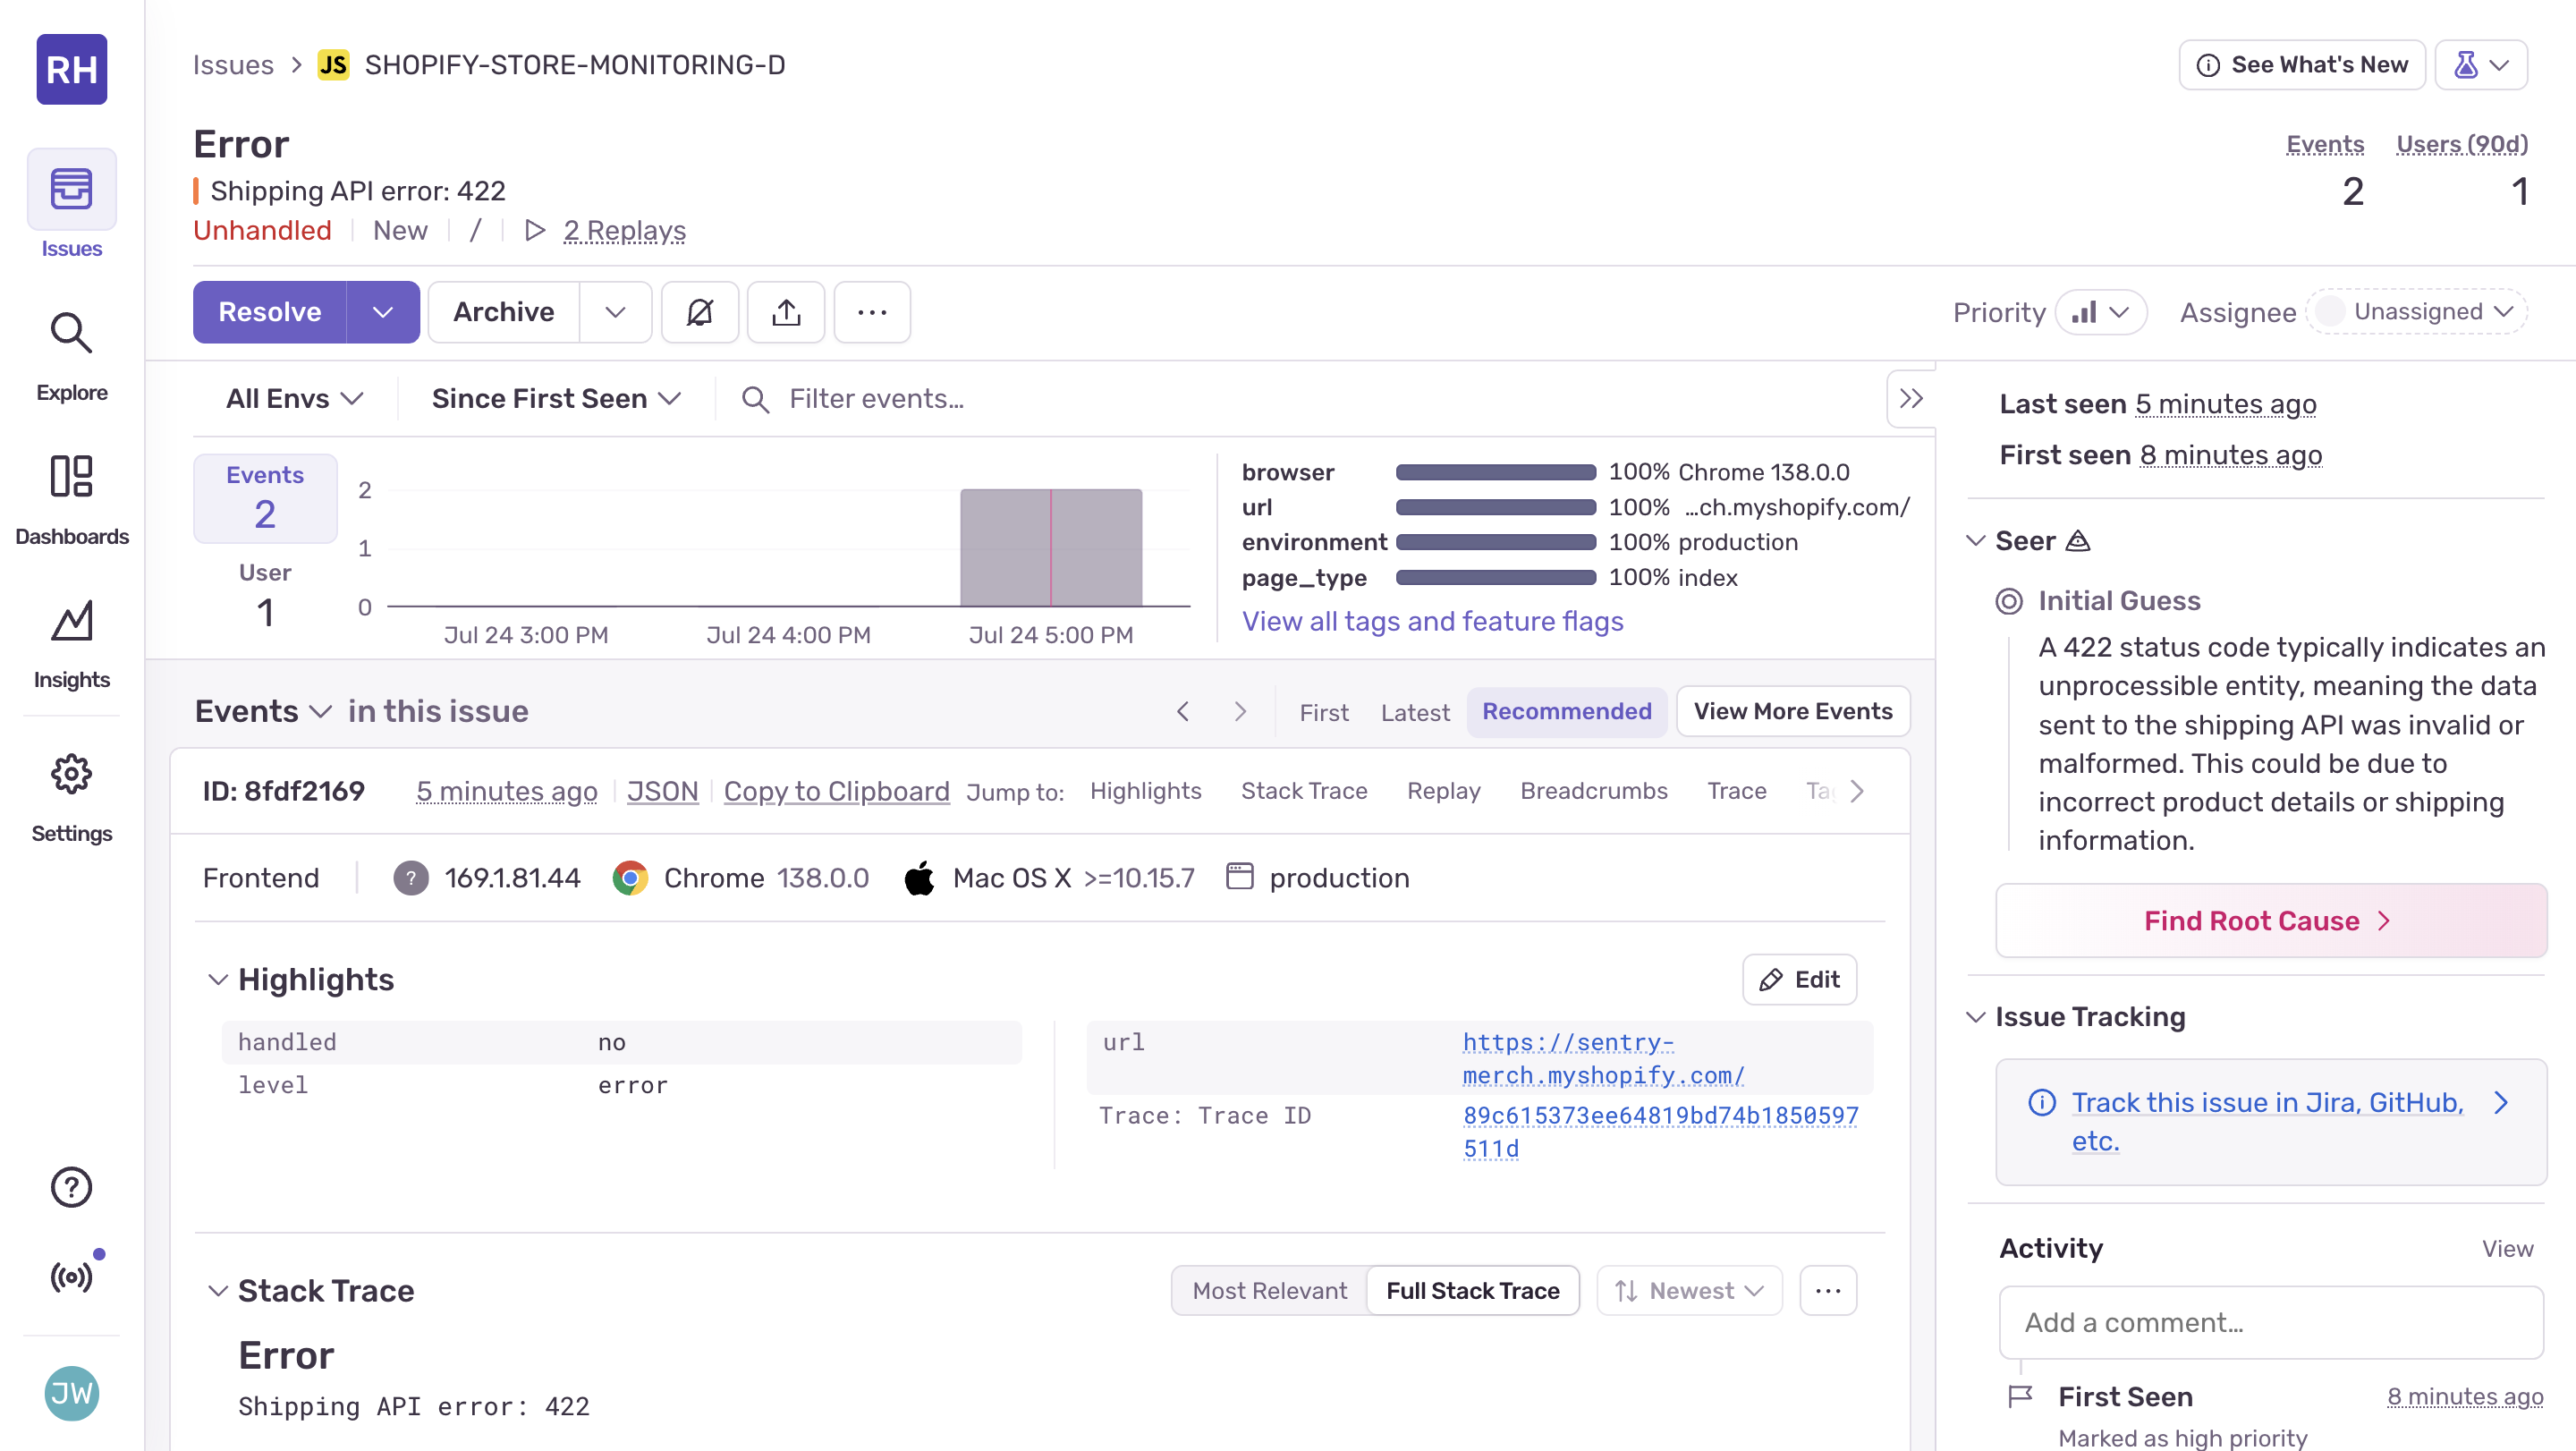 RH
Issues
Explore
Dashboards
Insights
Settings
JW
Issues > JS SHOPIFY-STORE-MONITORING-D
See What's New
Error
Shipping API error: 422
Unhandled New / 2 Replays
Events Users (90d)
2 1
Resolve Archive
Priority Assignee Unassigned
All Envs Since First Seen Filter events…
Events
2
User
1
2
1
0
Jul 24 3:00 PM Jul 24 4:00 PM Jul 24 5:00 PM
browser 100% Chrome 138.0.0
url 100% …ch.myshopify.com/
environment 100% production
page_type 100% index
View all tags and feature flags
Events in this issue
First Latest Recommended View More Events
ID: 8fdf2169 5 minutes ago JSON Copy to Clipboard Jump to: Highlights Stack Trace Replay Breadcrumbs Trace
Frontend ? 169.1.81.44 Chrome 138.0.0 Mac OS X >=10.15.7 production
Highlights
Edit
handled no
level error
url https://sentry-
merch.myshopify.com/
Trace: Trace ID 89c615373ee64819bd74b1850597
511d
Stack Trace
Most Relevant Full Stack Trace Newest
Error
Shipping API error: 422
Last seen 5 minutes ago
First seen 8 minutes ago
Seer
Initial Guess
A 422 status code typically indicates an
unprocessible entity, meaning the data
sent to the shipping API was invalid or
malformed. This could be due to
incorrect product details or shipping
information.
Find Root Cause
Issue Tracking
Track this issue in Jira, GitHub,
etc.
Activity View
Add a comment…
First Seen 8 minutes ago
Marked as high priority